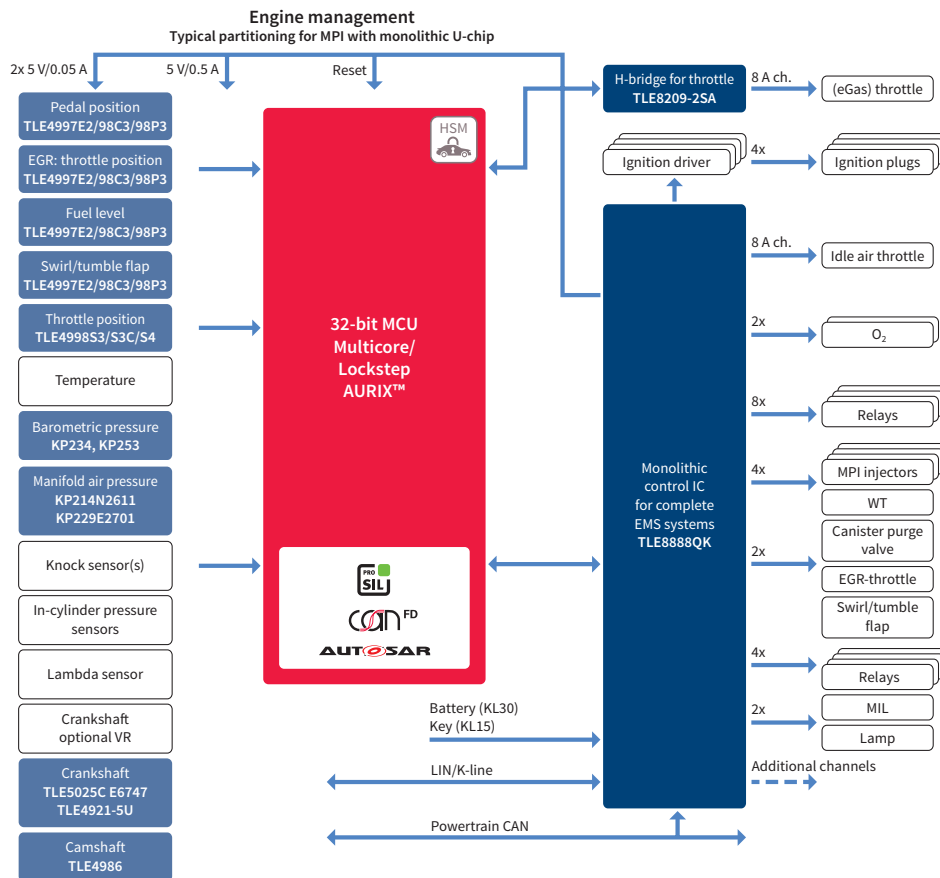 Engine management
Typical partitioning for MPI with monolithic U-chip
2x 5 V/0.05 A
5 V/0.5 A
Reset
Pedal position
TLE4997E2/98C3/98P3
EGR: throttle position
TLE4997E2/98C3/98P3
Fuel level
TLE4997E2/98C3/98P3
Swirl/tumble flap
TLE4997E2/98C3/98P3
Throttle position
TLE4998S3/S3C/S4
Temperature
Barometric pressure
KP234, KP253
Manifold air pressure
KP214N2611
KP229E2701
Knock sensor(s)
In-cylinder pressure
sensors
Lambda sensor
Crankshaft
optional VR
Crankshaft
TLE5025C E6747
TLE4921-5U
Camshaft
TLE4986
HSM
32-bit MCU
Multicore/
Lockstep
AURIX™
PRO
SIL
CAN FD
AUTOSAR
Battery (KL30)
Key (KL15)
LIN/K-line
Powertrain CAN
H-bridge for throttle
TLE8209-2SA
Ignition driver
Monolithic
control IC
for complete
EMS systems
TLE8888QK
8 A ch.
(eGas) throttle
4x
Ignition plugs
8 A ch.
Idle air throttle
2x
O₂
8x
Relays
4x
MPI injectors
WT
2x
Canister purge
valve
EGR-throttle
Swirl/tumble
flap
4x
Relays
2x
MIL
Lamp
Additional channels